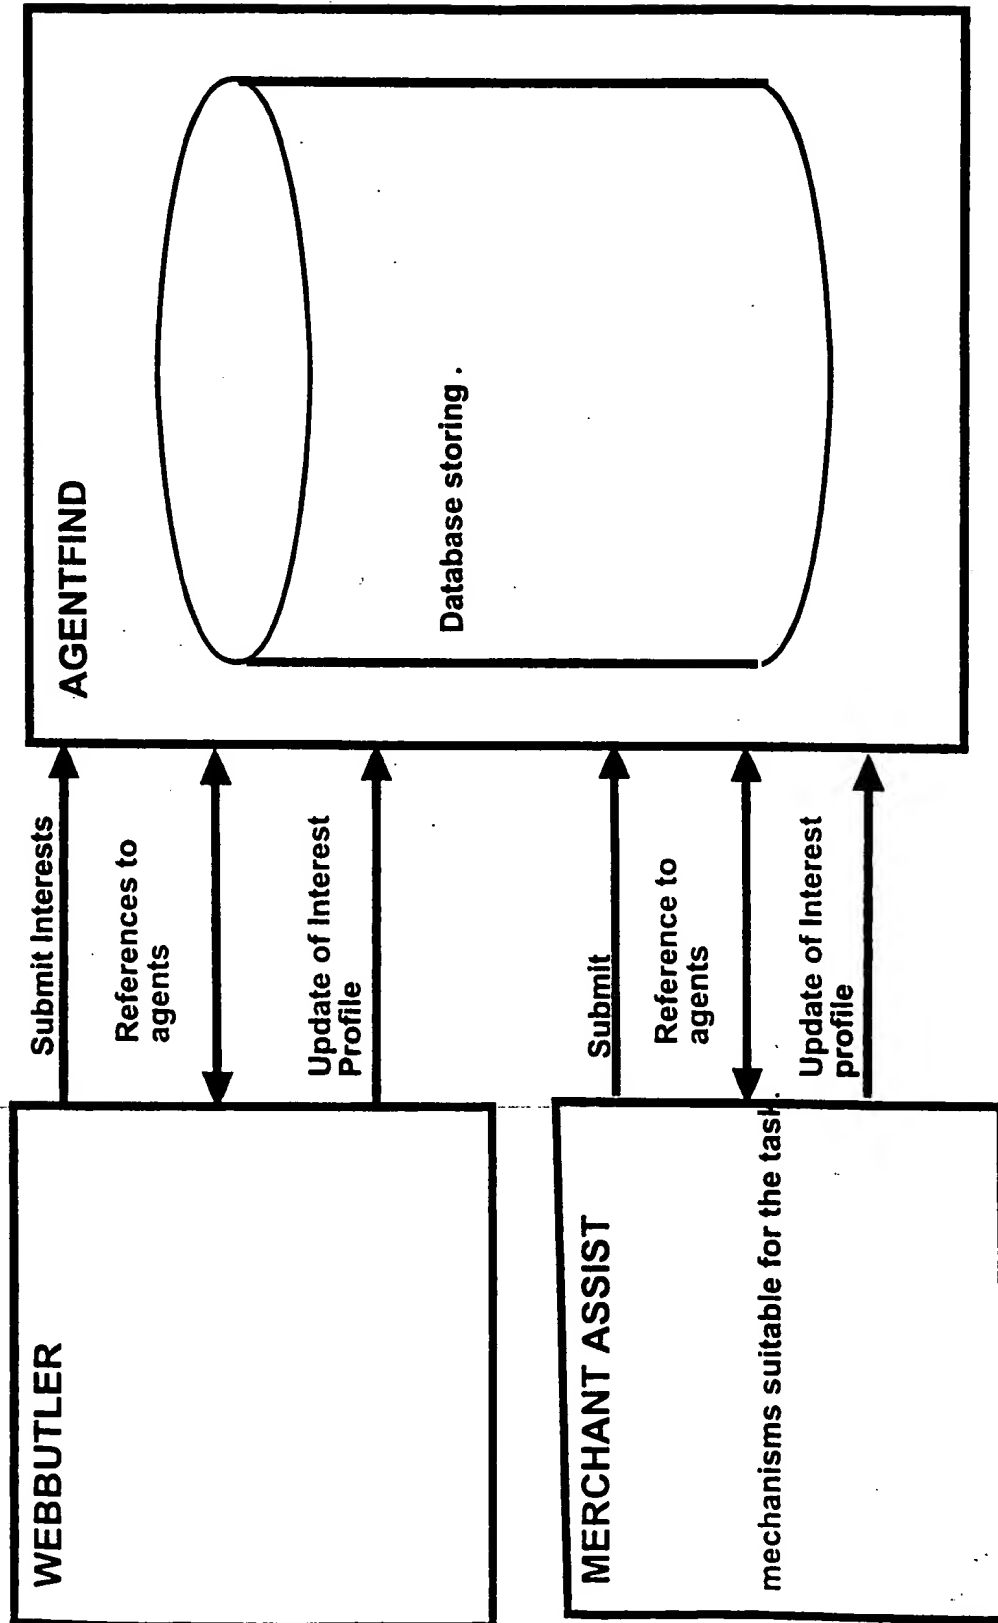 WEBBUTLER
Submit Interests
References to
agents
Update of Interest
Profile
MERCHANT ASSIST
mechanisms suitable for the task.
Submit
Reference to
agents
Update of Interest
profile
AGENTFIND
Database storing .